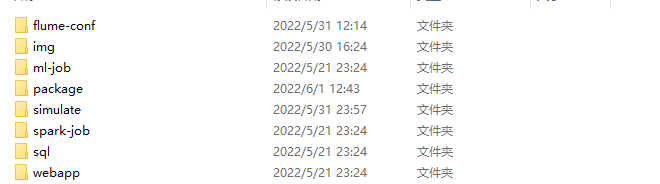 flume-conf 2022/5/31 12:14 文件夹
img 2022/5/30 16:24 文件夹
ml-job 2022/5/21 23:24 文件夹
package 2022/6/1 12:43 文件夹
simulate 2022/5/31 23:57 文件夹
spark-job 2022/5/21 23:24 文件夹
sql 2022/5/21 23:24 文件夹
webapp 2022/5/21 23:24 文件夹